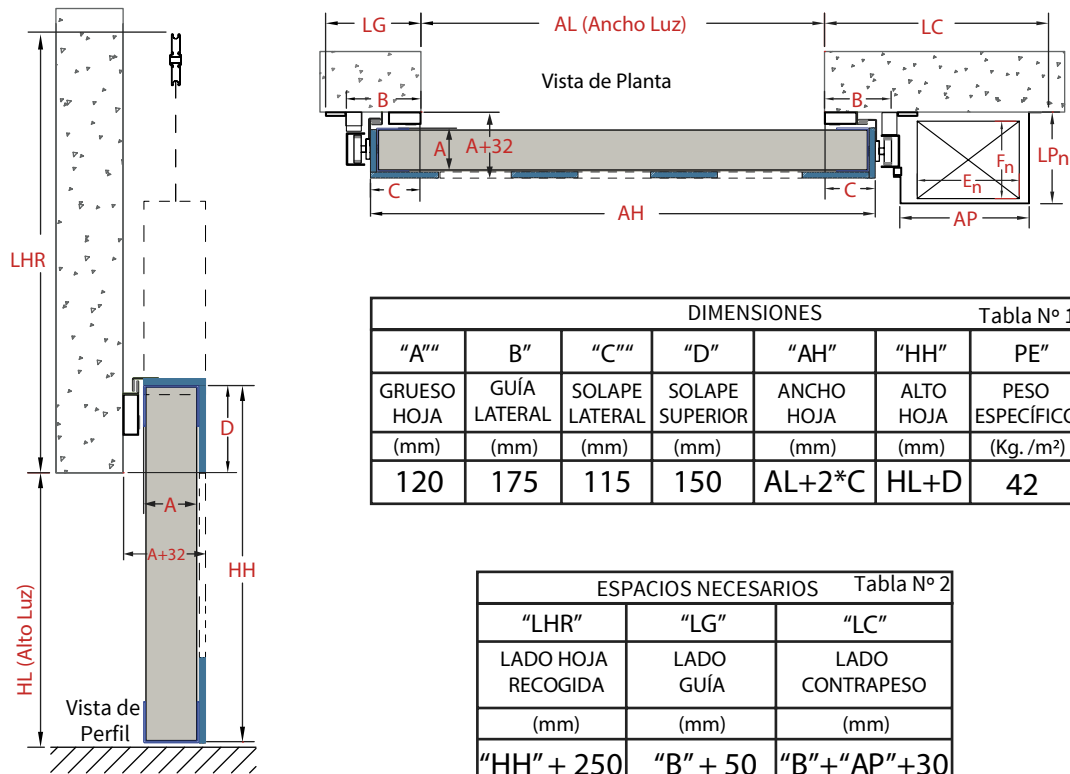 LG
AL (Ancho Luz)
LC
Vista de Planta
B
B
A
A+32
C
C
AH
En
Fn
LPn
AP
LHR
D
A
A+32
HH
HL (Alto Luz)
Vista de
Perfil
DIMENSIONES Tabla Nº 1
“A”“ B” “C”“ “D” “AH” “HH” PE”
GRUESO HOJA GUÍA LATERAL SOLAPE LATERAL SOLAPE SUPERIOR ANCHO HOJA ALTO HOJA PESO ESPECÍFICO
(mm) (mm) (mm) (mm) (mm) (mm) (Kg. /m²)
120 175 115 150 AL+2*C HL+D 42
ESPACIOS NECESARIOS Tabla Nº 2
“LHR” “LG” “LC”
LADO HOJA RECOGIDA LADO GUÍA LADO CONTRAPESO
(mm) (mm) (mm)
“HH” + 250 “B” + 50 “B”+“AP”+30